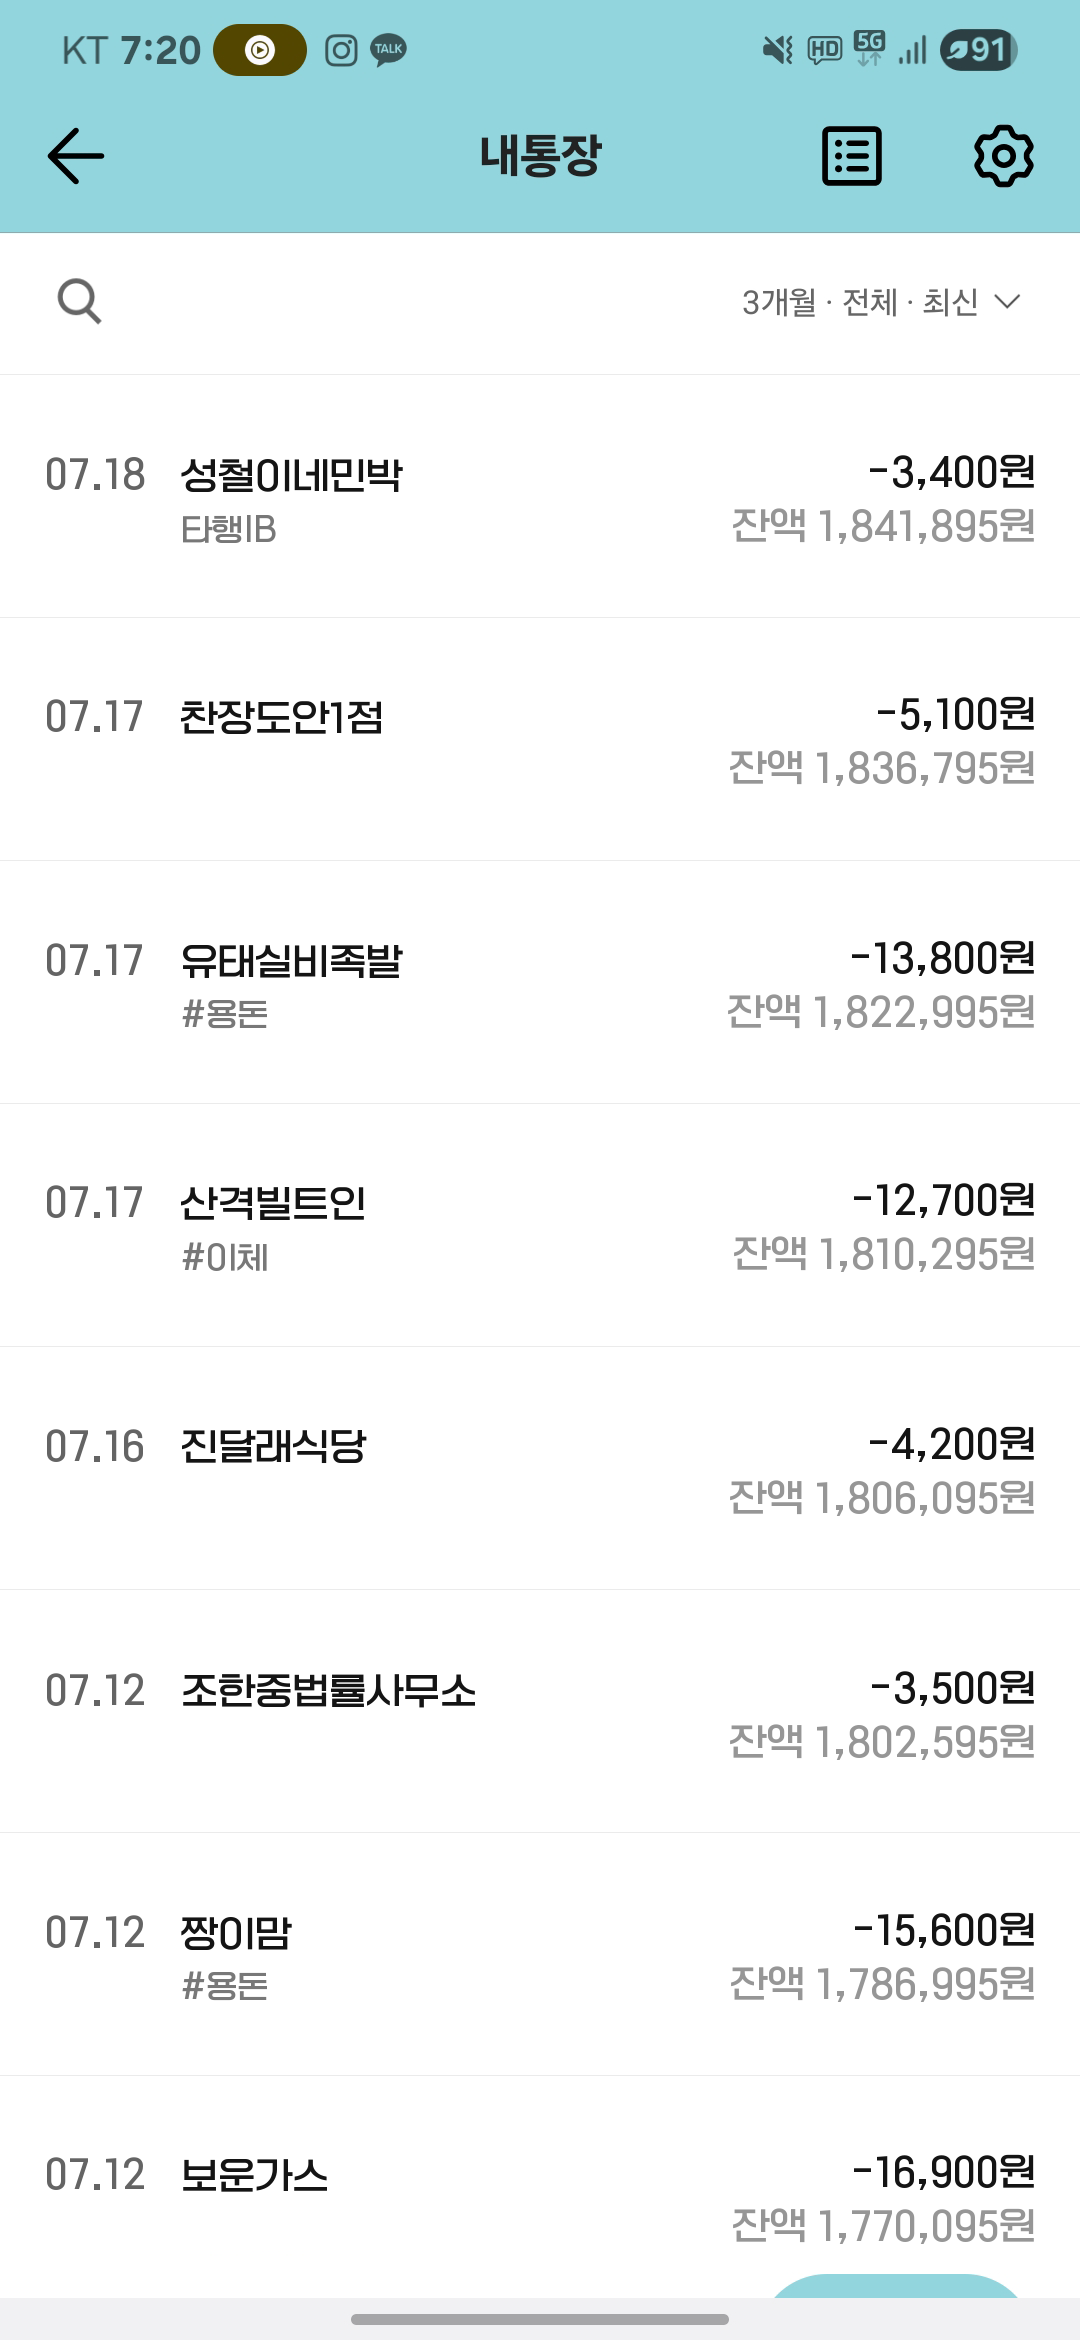 KT 7:20 TALK HD 5G 91
내통장
3개월 · 전체 · 최신
07.18 성철이네민박 -3,400원
타행IB 잔액 1,841,895원
07.17 찬장도안1점 -5,100원
잔액 1,836,795원
07.17 유태실비족발 -13,800원
#용돈 잔액 1,822,995원
07.17 산격빌트인 -12,700원
#이체 잔액 1,810,295원
07.16 진달래식당 -4,200원
잔액 1,806,095원
07.12 조한중법률사무소 -3,500원
잔액 1,802,595원
07.12 짱이맘 -15,600원
#용돈 잔액 1,786,995원
07.12 보운가스 -16,900원
잔액 1,770,095원